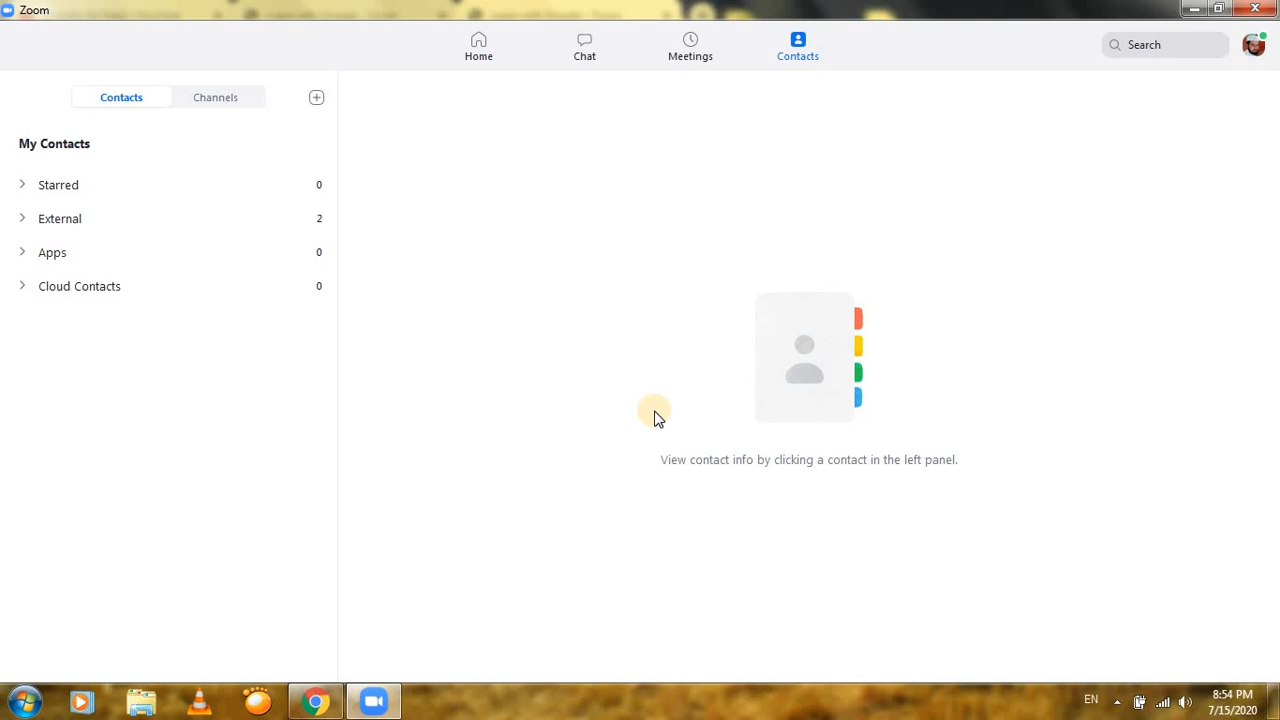 Zoom
Home
Chat
Meetings
Contacts
Search
Contacts
Channels
My Contacts
Starred 0
External 2
Apps 0
Cloud Contacts 0
View contact info by clicking a contact in the left panel.
EN
8:54 PM
7/15/2020